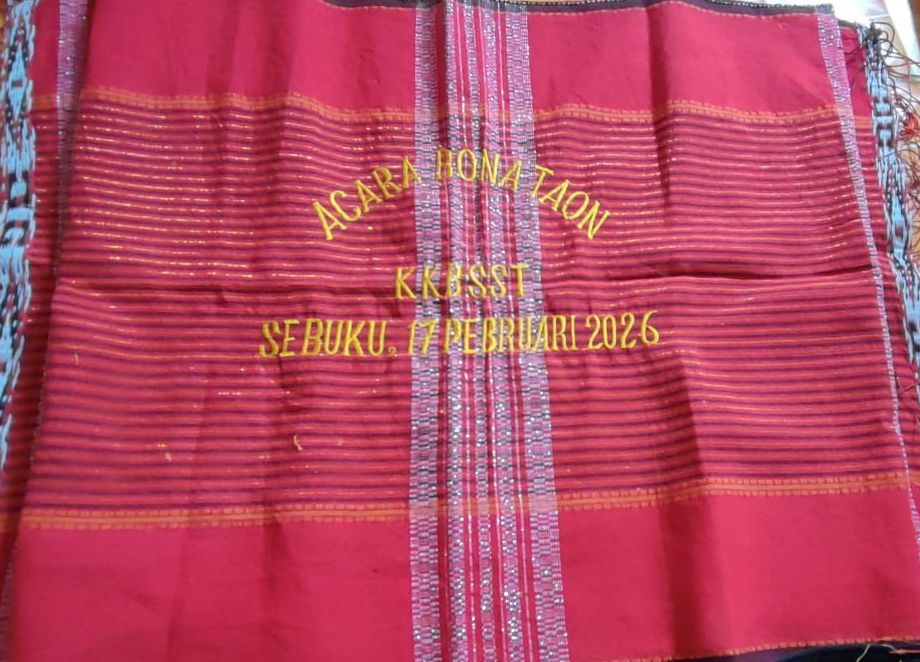 ACARA BONA TAON
KKBSST
SEBUKU, 17 PEBRUARI 2026